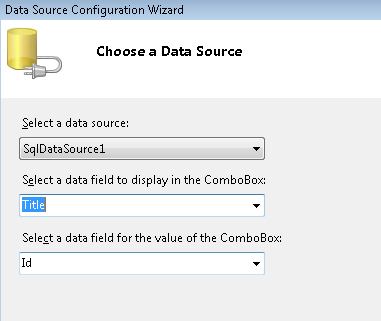 Data Source Configuration Wizard
Choose a Data Source
Select a data source:
SqlDataSource1
Select a data field to display in the ComboBox:
Title
Select a data field for the value of the ComboBox:
Id